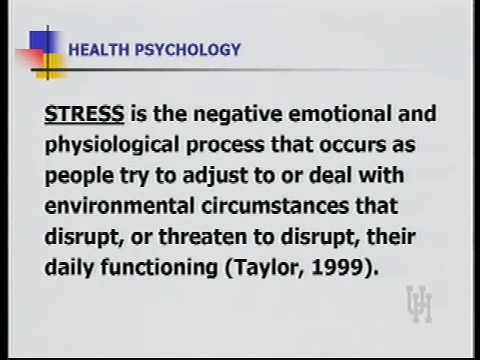 HEALTH PSYCHOLOGY
STRESS is the negative emotional and
physiological process that occurs as
people try to adjust to or deal with
environmental circumstances that
disrupt, or threaten to disrupt, their
daily functioning (Taylor, 1999).
UH